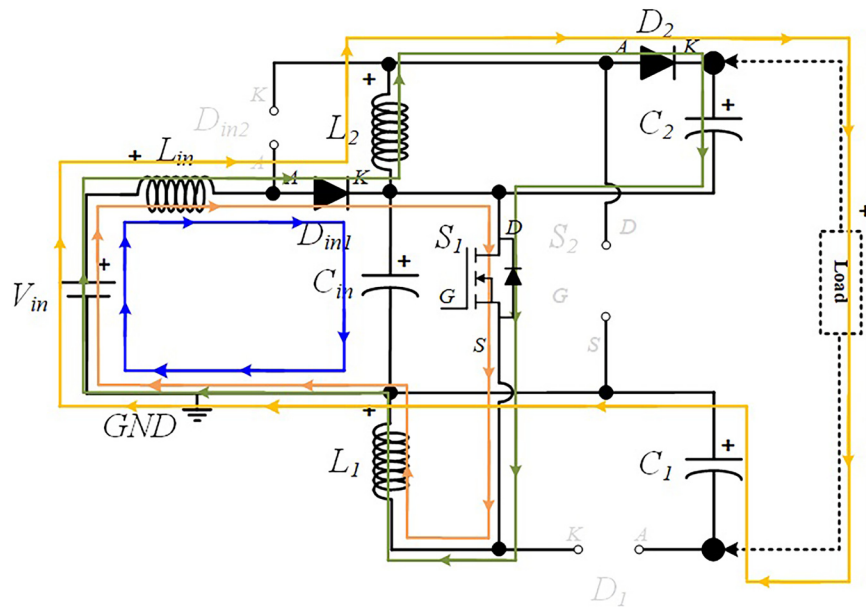 D2
A K
+ + +
K
L2
C2
Din2
A
+ Lin
A K
+
D
S1 S2 D
Din1
Load
+ +
Vin Cin
G G
S S
+
GND
+
L1 C1
K A
D1